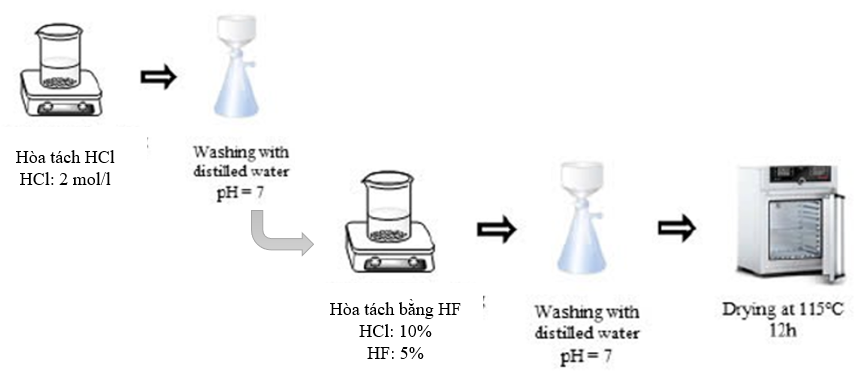 Hòa tách HCl
HCl: 2 mol/l
Washing with
distilled water
pH = 7
Hòa tách bằng HF
HCl: 10%
HF: 5%
Washing with
distilled water
pH = 7
Drying at 115°C
12h